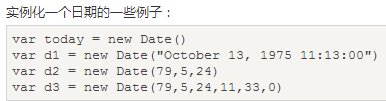 实例化一个日期的一些例子：
var today = new Date()
var d1 = new Date("October 13, 1975 11:13:00")
var d2 = new Date(79,5,24)
var d3 = new Date(79,5,24,11,33,0)